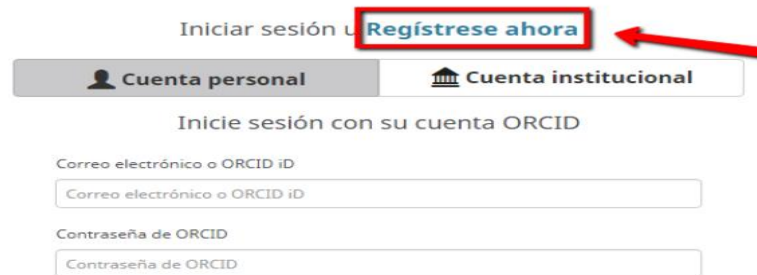 Iniciar sesión u Regístrese ahora
Cuenta personal
Cuenta institucional
Inicie sesión con su cuenta ORCID
Correo electrónico o ORCID iD
Correo electrónico o ORCID iD
Contraseña de ORCID
Contraseña de ORCID